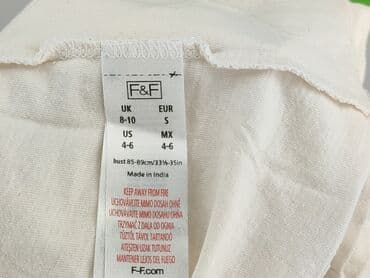 F&F
UK EUR
8-10 S
US MX
4-6 4-6
bust 85-89cm/33½-35in
Made in India
KEEP AWAY FROM FIRE
UCHOVÁVEJTE MIMO DOSAH OHNĚ
UCHOVÁVAJTE MIMO DOSAHU OHŇA
TRZYMAĆ Z DALA OD OGNIA
TŰZTŐL TÁVOL TARTANDÓ
ATEŞTEN UZAK TUTUNUZ
MANTENER LEJOS DEL FUEGO
F-F.com